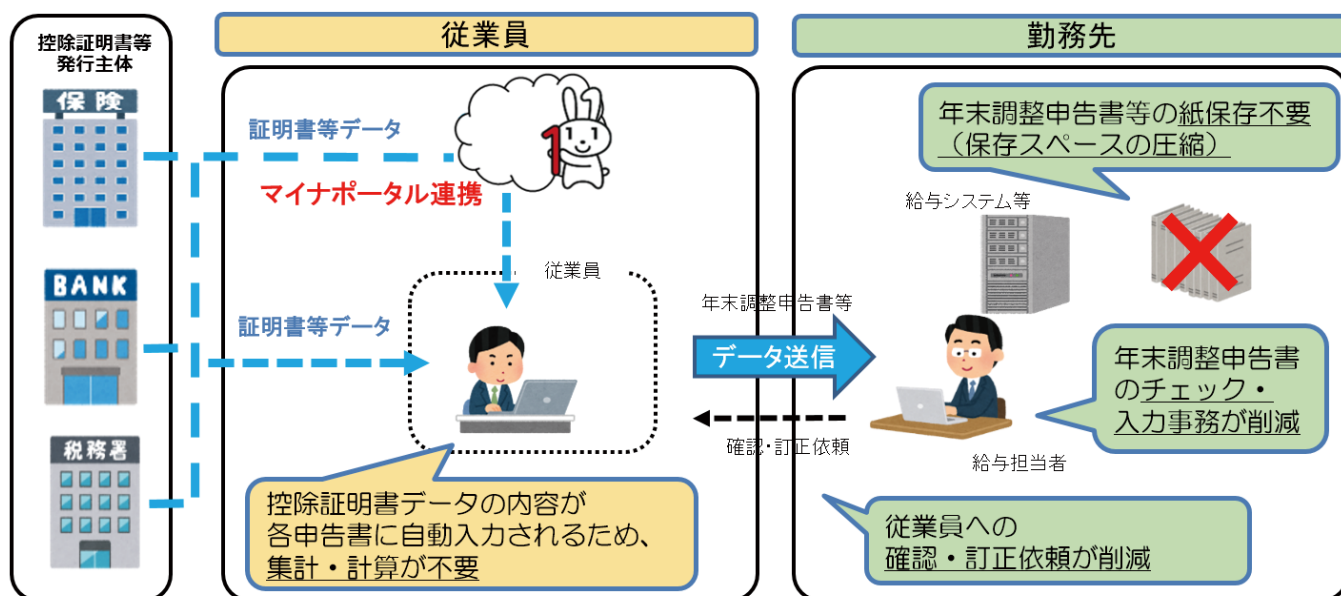 控除証明書等
発行主体
保険
BANK
税務署
従業員
証明書等データ
マイナポータル連携
1
従業員
証明書等データ
控除証明書データの内容が
各申告書に自動入力されるため、
集計・計算が不要
年末調整申告書等
データ送信
確認・訂正依頼
勤務先
年末調整申告書等の紙保存不要
（保存スペースの圧縮）
給与システム等
給与担当者
年末調整申告書
のチェック・
入力事務が削減
従業員への
確認・訂正依頼が削減